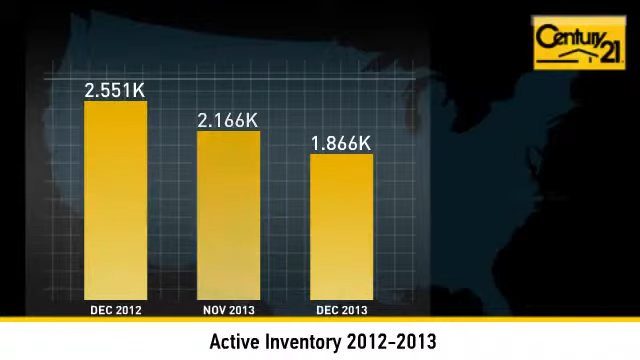 Century
21
2.551K
2.166K
1.866K
DEC 2012
NOV 2013
DEC 2013
Active Inventory 2012-2013